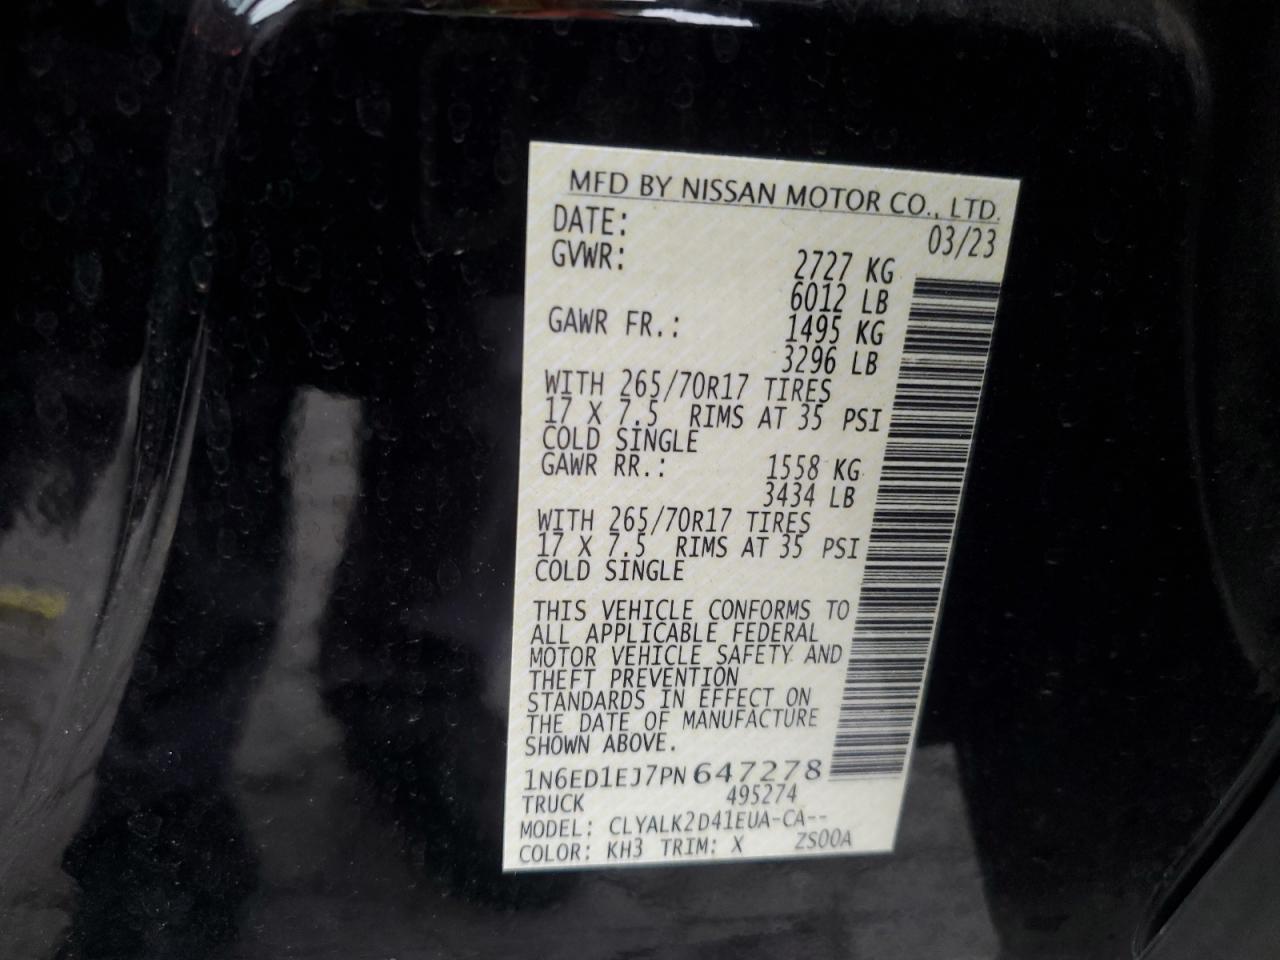 MFD BY NISSAN MOTOR CO., LTD.
DATE: 03/23
GVWR: 2727 KG
6012 LB
GAWR FR.: 1495 KG
3296 LB
WITH 265/70R17 TIRES
17 X 7.5 RIMS AT 35 PSI
COLD SINGLE
GAWR RR.: 1558 KG
3434 LB
WITH 265/70R17 TIRES
17 X 7.5 RIMS AT 35 PSI
COLD SINGLE
THIS VEHICLE CONFORMS TO
ALL APPLICABLE FEDERAL
MOTOR VEHICLE SAFETY AND
THEFT PREVENTION
STANDARDS IN EFFECT ON
THE DATE OF MANUFACTURE
SHOWN ABOVE.
1N6ED1EJ7PN647278
TRUCK 495274
MODEL: CLYALK2D41EUA-CA--
COLOR: KH3 TRIM: X ZS00A